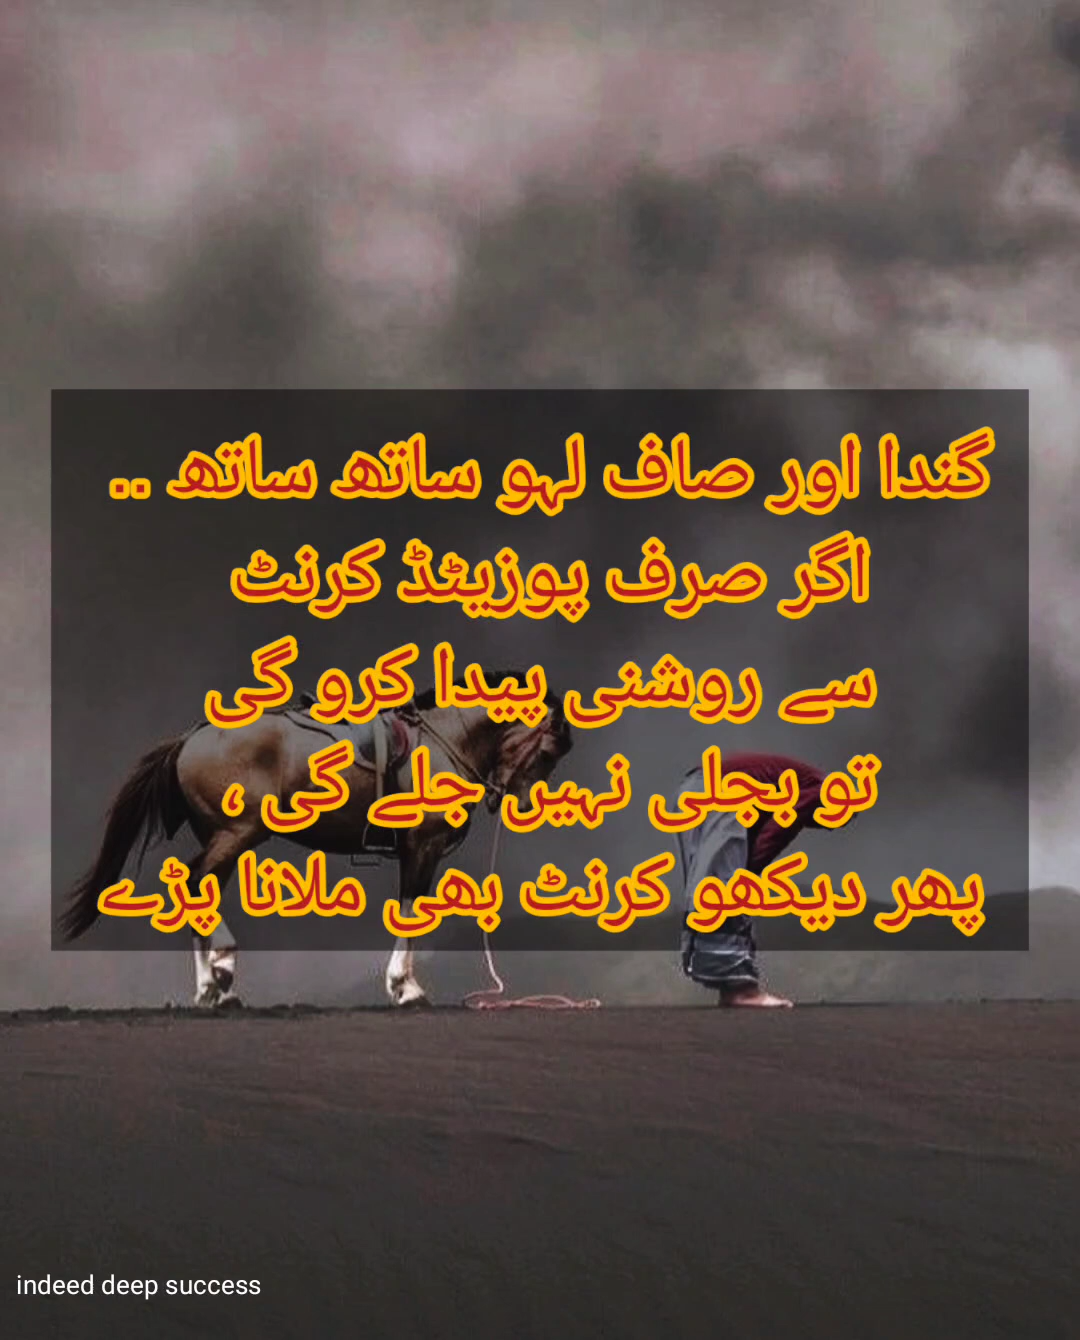 گندا اور صاف لہو ساتھ ساتھ ..
اگر صرف پوزیٹڈ کرنٹ
سے روشنی پیدا کرو گی
تو بجلی نہیں جلے گی ،
پھر دیکھو کرنٹ بھی ملانا پڑے
indeed deep success